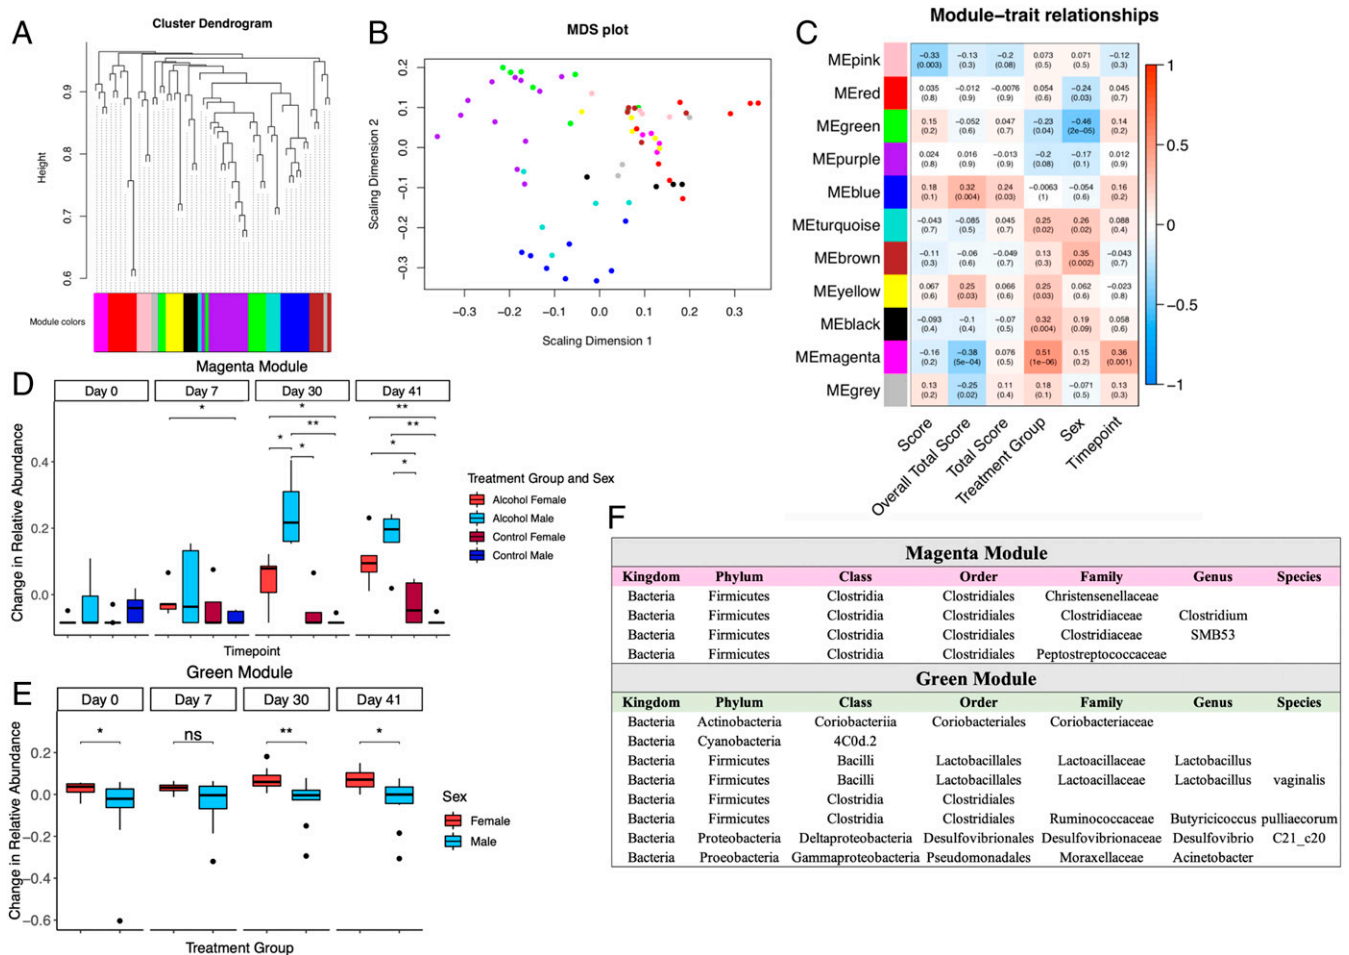 A
Cluster Dendrogram
Height
0.9
0.8
0.7
0.6
Module colors
B
MDS plot
Scaling Dimension 2
0.2
0.1
0.0
−0.1
−0.2
−0.3
−0.3 −0.2 −0.1 0.0 0.1 0.2 0.3
Scaling Dimension 1
C
Module−trait relationships
MEpink −0.33 (0.003) −0.13 (0.3) −0.2 (0.08) 0.073 (0.5) 0.071 (0.5) −0.12 (0.3)
MEred 0.035 (0.8) −0.012 (0.9) −0.0076 (0.9) 0.054 (0.6) −0.24 (0.03) 0.045 (0.7)
MEgreen 0.15 (0.2) −0.052 (0.6) 0.047 (0.7) −0.23 (0.04) −0.46 (2e−05) 0.14 (0.2)
MEpurple 0.024 (0.8) 0.016 (0.9) −0.013 (0.9) −0.2 (0.08) −0.17 (0.1) 0.012 (0.9)
MEblue 0.18 (0.1) 0.32 (0.004) 0.24 (0.03) −0.0063 (1) −0.054 (0.6) 0.16 (0.2)
MEturquoise −0.043 (0.7) −0.085 (0.5) 0.045 (0.7) 0.25 (0.02) 0.26 (0.02) 0.088 (0.4)
MEbrown −0.11 (0.3) −0.06 (0.6) −0.049 (0.7) 0.13 (0.3) 0.35 (0.002) −0.043 (0.7)
MEyellow 0.067 (0.6) 0.25 (0.03) 0.066 (0.6) 0.25 (0.03) 0.062 (0.6) −0.023 (0.8)
MEblack −0.093 (0.4) −0.1 (0.4) −0.07 (0.5) 0.32 (0.004) 0.19 (0.09) 0.058 (0.6)
MEmagenta −0.16 (0.2) −0.38 (5e−04) 0.076 (0.5) 0.51 (1e−06) 0.15 (0.2) 0.36 (0.001)
MEgrey 0.13 (0.2) −0.25 (0.02) 0.11 (0.4) 0.18 (0.1) −0.071 (0.5) 0.13 (0.3)
Score Overall Total Score Total Score Treatment Group Sex Timepoint
1
0.5
0
−0.5
−1
D
Magenta Module
Day 0 Day 7 Day 30 Day 41
* * ** * * ** ** * *
Change in Relative Abundance
0.4
0.2
0.0
Timepoint
Treatment Group and Sex
Alcohol Female
Alcohol Male
Control Female
Control Male
E
Green Module
Day 0 Day 7 Day 30 Day 41
* ns ** *
Change in Relative Abundance
0.2
0.0
−0.2
−0.4
−0.6
Treatment Group
Sex
Female
Male
F
Magenta Module
Kingdom Phylum Class Order Family Genus Species
Bacteria Firmicutes Clostridia Clostridiales Christensenellaceae
Bacteria Firmicutes Clostridia Clostridiales Clostridiaceae Clostridium
Bacteria Firmicutes Clostridia Clostridiales Clostridiaceae SMB53
Bacteria Firmicutes Clostridia Clostridiales Peptostreptococcaceae
Green Module
Kingdom Phylum Class Order Family Genus Species
Bacteria Actinobacteria Coriobacteriia Coriobacteriales Coriobacteriaceae
Bacteria Cyanobacteria 4C0d.2
Bacteria Firmicutes Bacilli Lactobacillales Lactoacillaceae Lactobacillus
Bacteria Firmicutes Bacilli Lactobacillales Lactoacillaceae Lactobacillus vaginalis
Bacteria Firmicutes Clostridia Clostridiales
Bacteria Firmicutes Clostridia Clostridiales Ruminococcaceae Butyricicoccus pulliaecorum
Bacteria Proteobacteria Deltaproteobacteria Desulfovibrionales Desulfovibrionaceae Desulfovibrio C21_c20
Bacteria Proeobacteria Gammaproteobacteria Pseudomonadales Moraxellaceae Acinetobacter